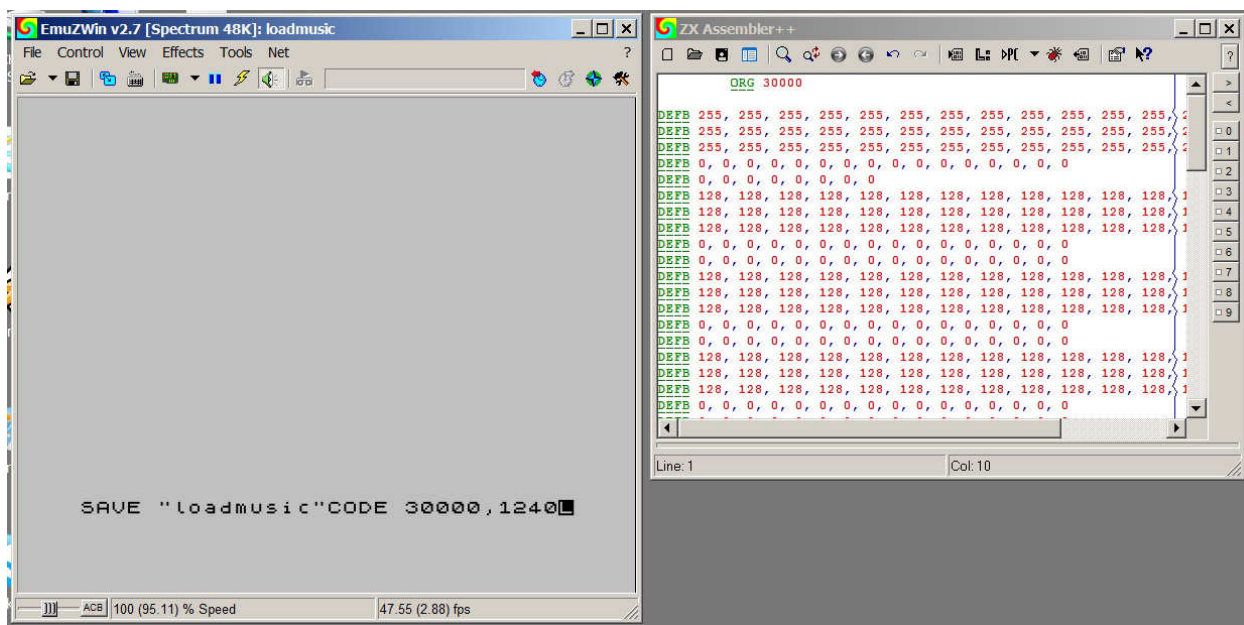 EmuZWin v2.7 [Spectrum 48K]: loadmusic
File Control View Effects Tools Net ?
SAVE "loadmusic"CODE 30000,1240L
ACB 100 (95.11) % Speed 47.55 (2.88) fps
ZX Assembler++
?
ORG 30000
DEFB 255, 255, 255, 255, 255, 255, 255, 255, 255, 255, 255, 255,
DEFB 255, 255, 255, 255, 255, 255, 255, 255, 255, 255, 255, 255,
DEFB 255, 255, 255, 255, 255, 255, 255, 255, 255, 255, 255, 255,
DEFB 0, 0, 0, 0, 0, 0, 0, 0, 0, 0, 0, 0, 0, 0, 0, 0
DEFB 0, 0, 0, 0, 0, 0, 0, 0
DEFB 128, 128, 128, 128, 128, 128, 128, 128, 128, 128, 128, 128,
DEFB 128, 128, 128, 128, 128, 128, 128, 128, 128, 128, 128, 128,
DEFB 128, 128, 128, 128, 128, 128, 128, 128, 128, 128, 128, 128,
DEFB 0, 0, 0, 0, 0, 0, 0, 0, 0, 0, 0, 0, 0, 0, 0, 0
DEFB 0, 0, 0, 0, 0, 0, 0, 0, 0, 0, 0, 0, 0, 0, 0, 0
DEFB 128, 128, 128, 128, 128, 128, 128, 128, 128, 128, 128, 128,
DEFB 128, 128, 128, 128, 128, 128, 128, 128, 128, 128, 128, 128,
DEFB 128, 128, 128, 128, 128, 128, 128, 128, 128, 128, 128, 128,
DEFB 0, 0, 0, 0, 0, 0, 0, 0, 0, 0, 0, 0, 0, 0, 0, 0
DEFB 0, 0, 0, 0, 0, 0, 0, 0, 0, 0, 0, 0, 0, 0, 0, 0
DEFB 128, 128, 128, 128, 128, 128, 128, 128, 128, 128, 128, 128,
DEFB 128, 128, 128, 128, 128, 128, 128, 128, 128, 128, 128, 128,
DEFB 128, 128, 128, 128, 128, 128, 128, 128, 128, 128, 128, 128,
DEFB 0, 0, 0, 0, 0, 0, 0, 0, 0, 0, 0, 0, 0, 0, 0, 0
>
<
0
1
2
3
4
5
6
7
8
9
Line: 1 Col: 10